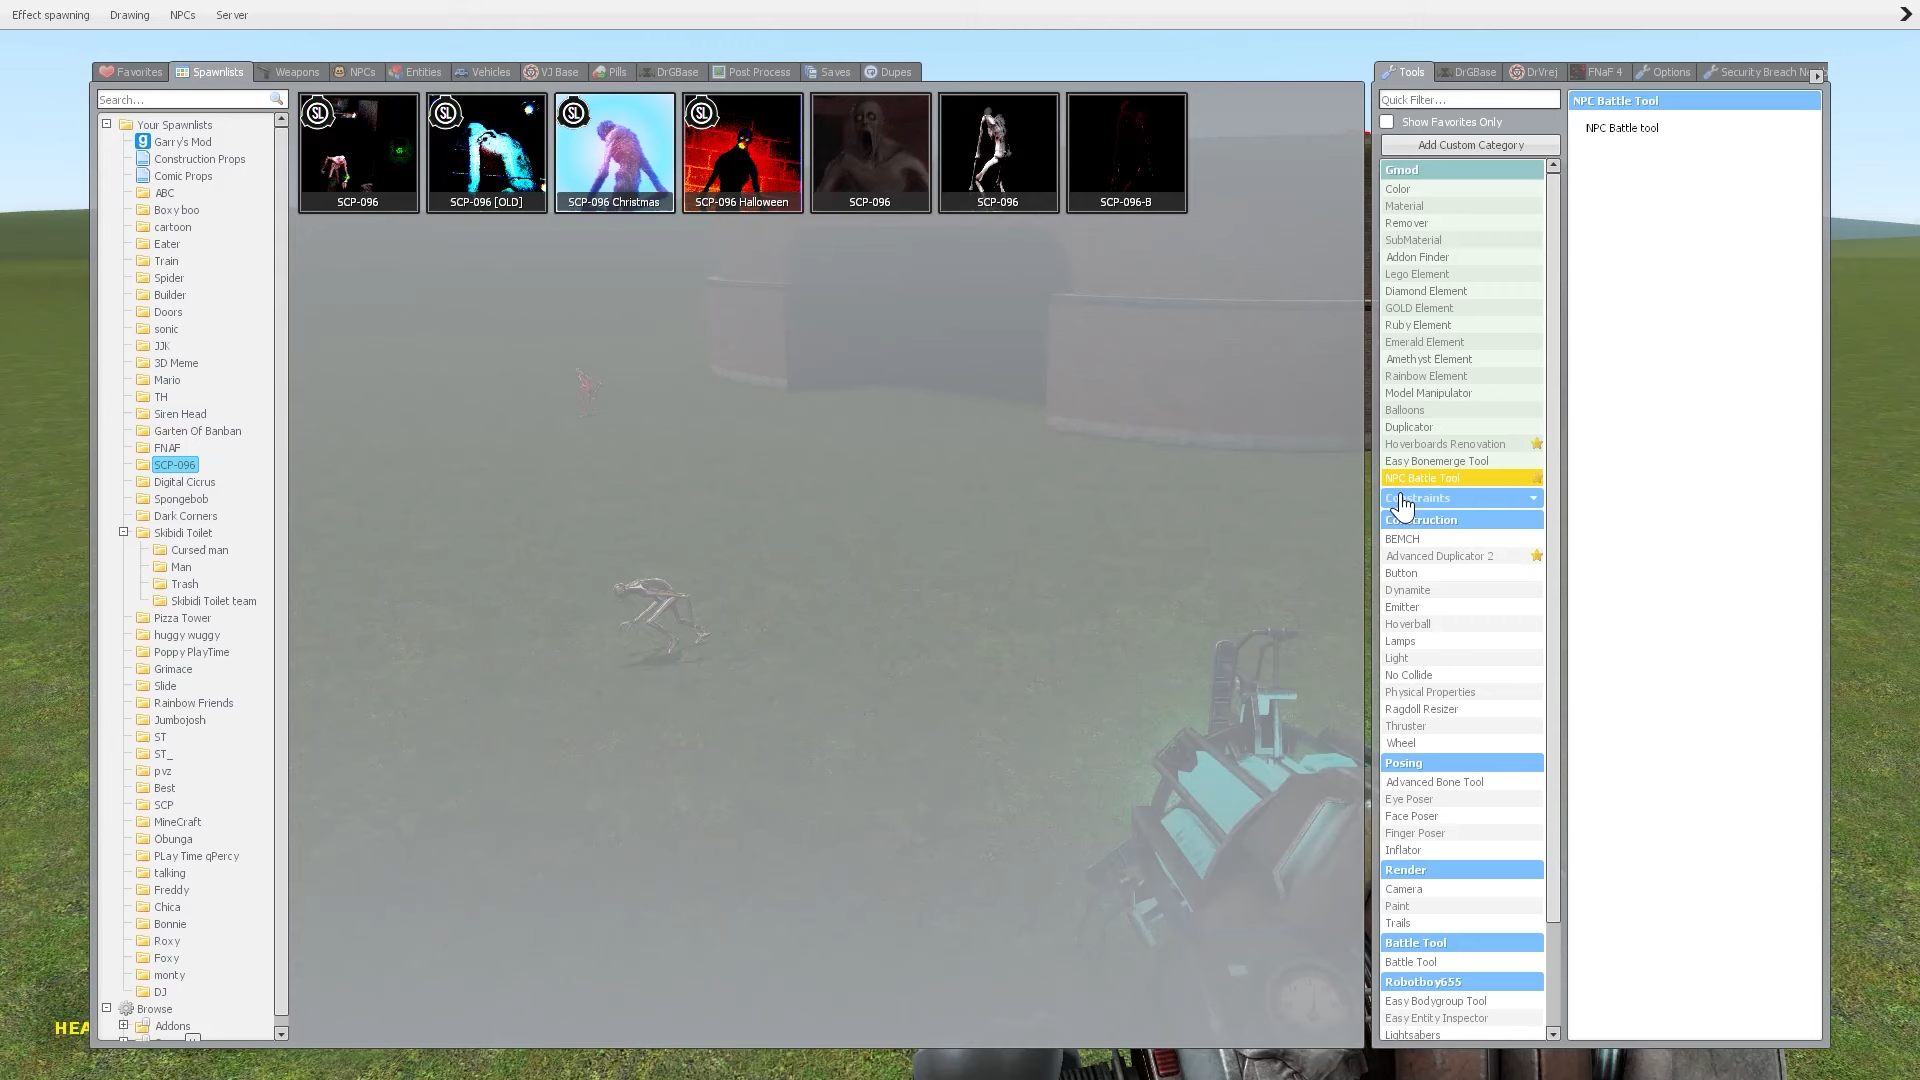 Effect spawning Drawing NPCs Server
Favorites Spawnlists Weapons NPCs Entities Vehicles VJ Base Pills DrGBase Post Process Saves Dupes
Search...
Your Spawnlists
Garry's Mod
Construction Props
Comic Props
ABC
Boxy boo
cartoon
Eater
Train
Spider
Builder
Doors
sonic
JJK
3D Meme
Mario
TH
Siren Head
Garten Of Banban
FNAF
SCP-096
Digital Cicrus
Spongebob
Dark Corners
Skibidi Toilet
Cursed man
Man
Trash
Skibidi Toilet team
Pizza Tower
huggy wuggy
Poppy PlayTime
Grimace
Slide
Rainbow Friends
Jumbojosh
ST
ST_
pvz
Best
SCP
MineCraft
Obunga
PLay Time qPercy
talking
Freddy
Chica
Bonnie
Roxy
Foxy
monty
DJ
Browse
Addons
HEA
SL SL SL SL
SCP-096 SCP-096 [OLD] SCP-096 Christmas SCP-096 Halloween SCP-096 SCP-096 SCP-096-B
Tools DrGBase DrVrej FNaF 4 Options Security Breach
Quick Filter...
Show Favorites Only
Add Custom Category
Gmod
Color
Material
Remover
SubMaterial
Addon Finder
Lego Element
Diamond Element
GOLD Element
Ruby Element
Emerald Element
Amethyst Element
Rainbow Element
Model Manipulator
Balloons
Duplicator
Hoverboards Renovation
Easy Bonemerge Tool
NPC Battle Tool
Constraints
Construction
BEMCH
Advanced Duplicator 2
Button
Dynamite
Emitter
Hoverball
Lamps
Light
No Collide
Physical Properties
Ragdoll Resizer
Thruster
Wheel
Posing
Advanced Bone Tool
Eye Poser
Face Poser
Finger Poser
Inflator
Render
Camera
Paint
Trails
Battle Tool
Battle Tool
Robotboy655
Easy Bodygroup Tool
Easy Entity Inspector
Lightsabers
NPC Battle Tool
NPC Battle tool